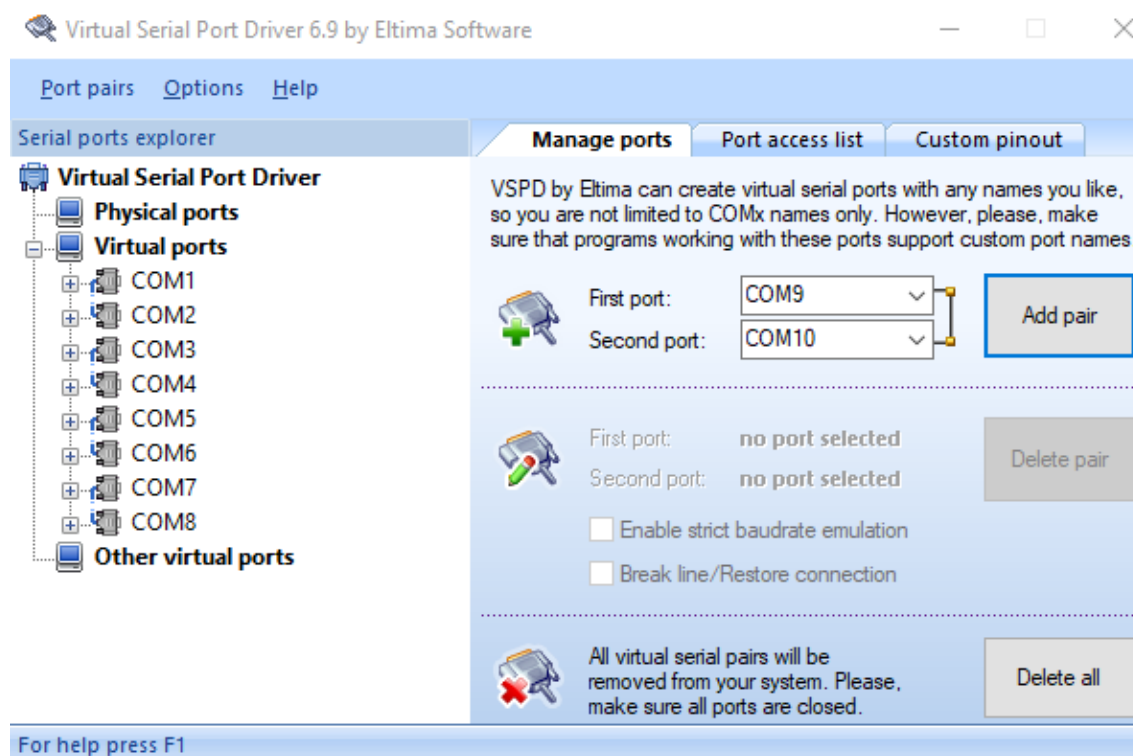 Virtual Serial Port Driver 6.9 by Eltima Software
Port pairs Options Help
Serial ports explorer
Virtual Serial Port Driver
Physical ports
Virtual ports
COM1
COM2
COM3
COM4
COM5
COM6
COM7
COM8
Other virtual ports
Manage ports Port access list Custom pinout
VSPD by Eltima can create virtual serial ports with any names you like,
so you are not limited to COMx names only. However, please, make
sure that programs working with these ports support custom port names
First port: COM9
Second port: COM10
Add pair
First port: no port selected
Second port: no port selected
Delete pair
Enable strict baudrate emulation
Break line/Restore connection
All virtual serial pairs will be
removed from your system. Please,
make sure all ports are closed.
Delete all
For help press F1